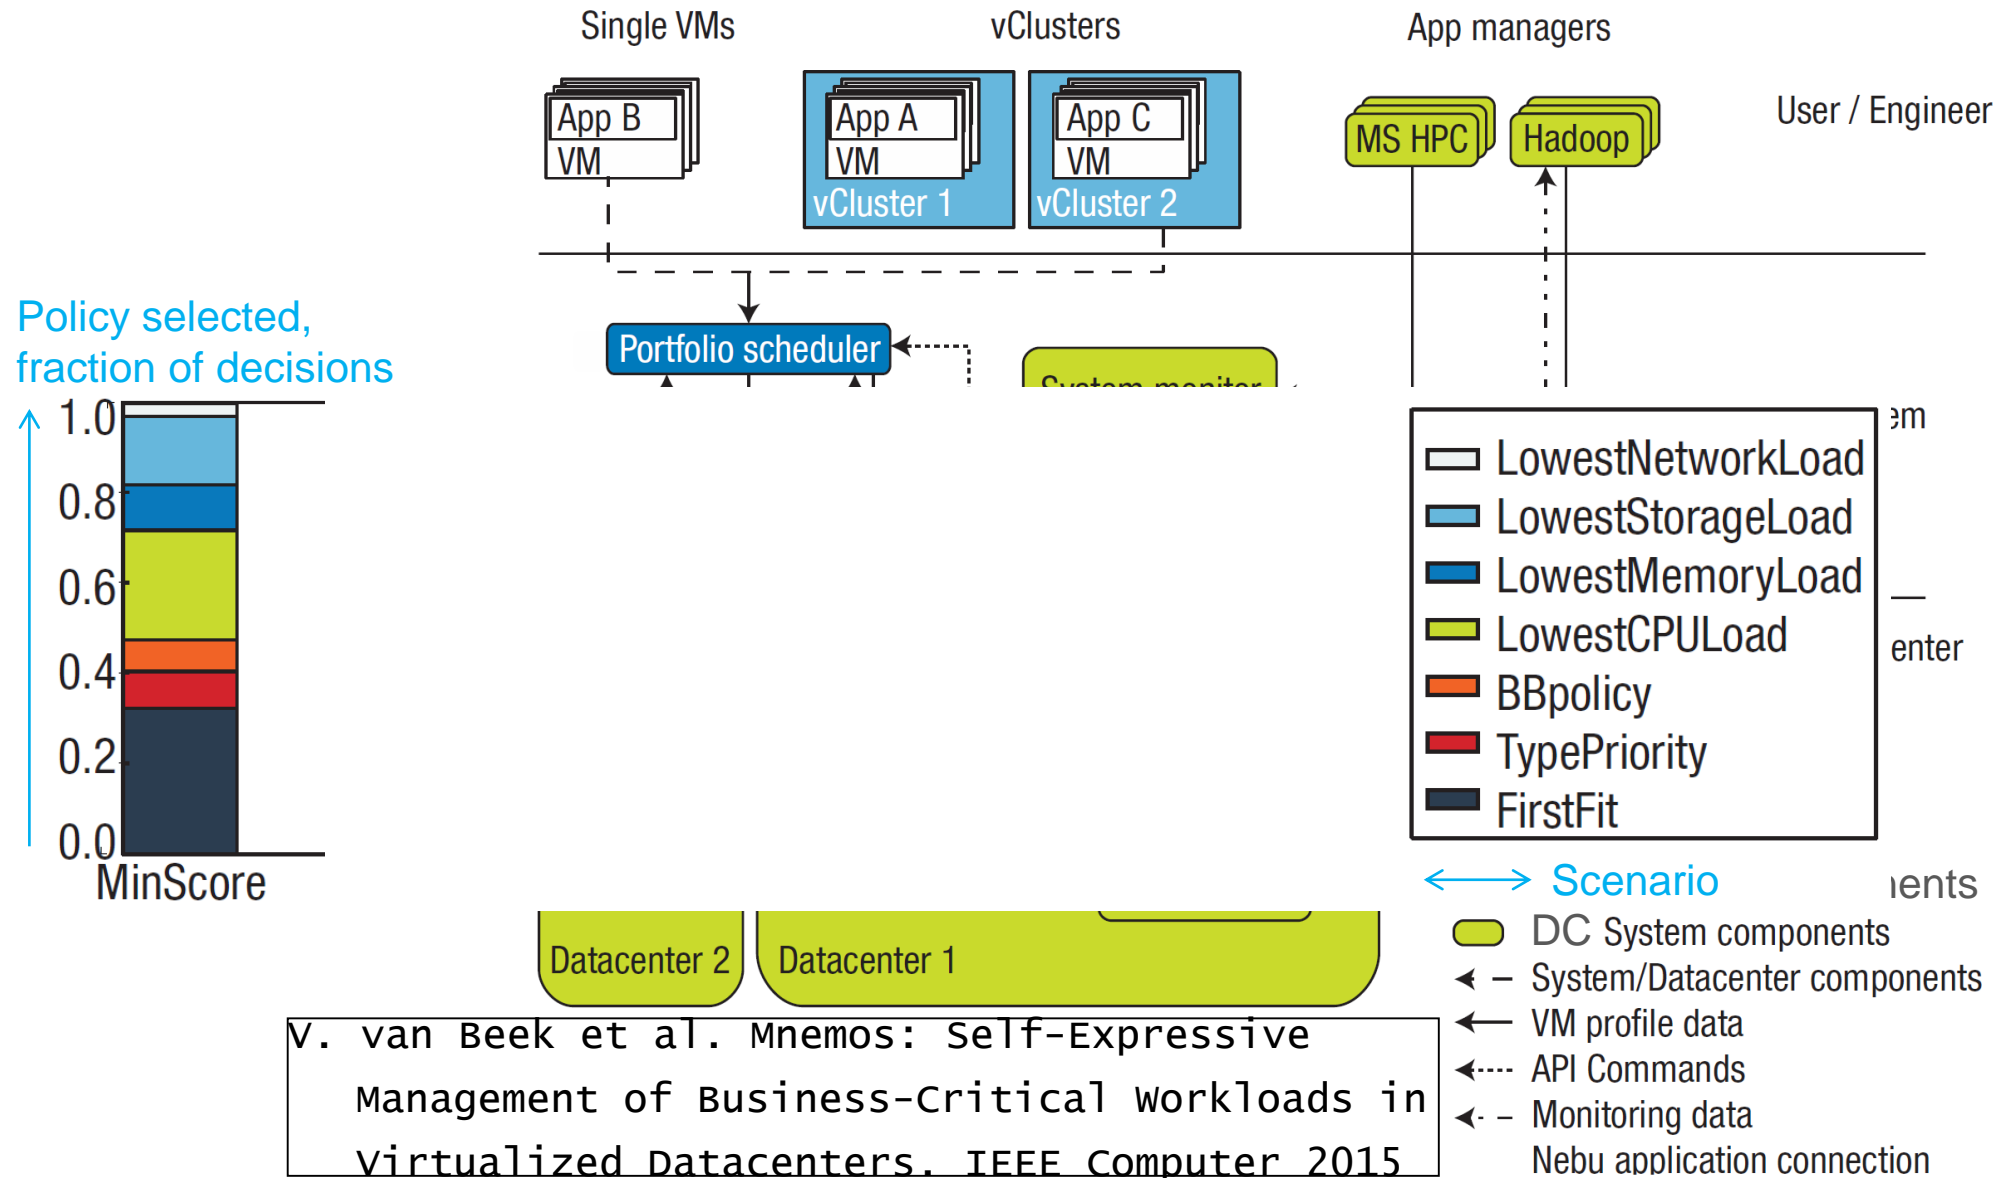 Single VMs
vClusters
App managers
User / Engineer
App B
VM
App A
VM
vCluster 1
App C
VM
vCluster 2
MS HPC
Hadoop
Policy selected,
fraction of decisions
Portfolio scheduler
System monitor
1.0
0.8
0.6
0.4
0.2
0.0
MinScore
LowestNetworkLoad
LowestStorageLoad
LowestMemoryLoad
LowestCPULoad
BBpolicy
TypePriority
FirstFit
Scenario
Datacenter 2
Datacenter 1
DC System components
System/Datacenter components
VM profile data
API Commands
Monitoring data
Nebu application connection
V. van Beek et al. Mnemos: Self-Expressive
Management of Business-Critical Workloads in
Virtualized Datacenters. IEEE Computer 2015